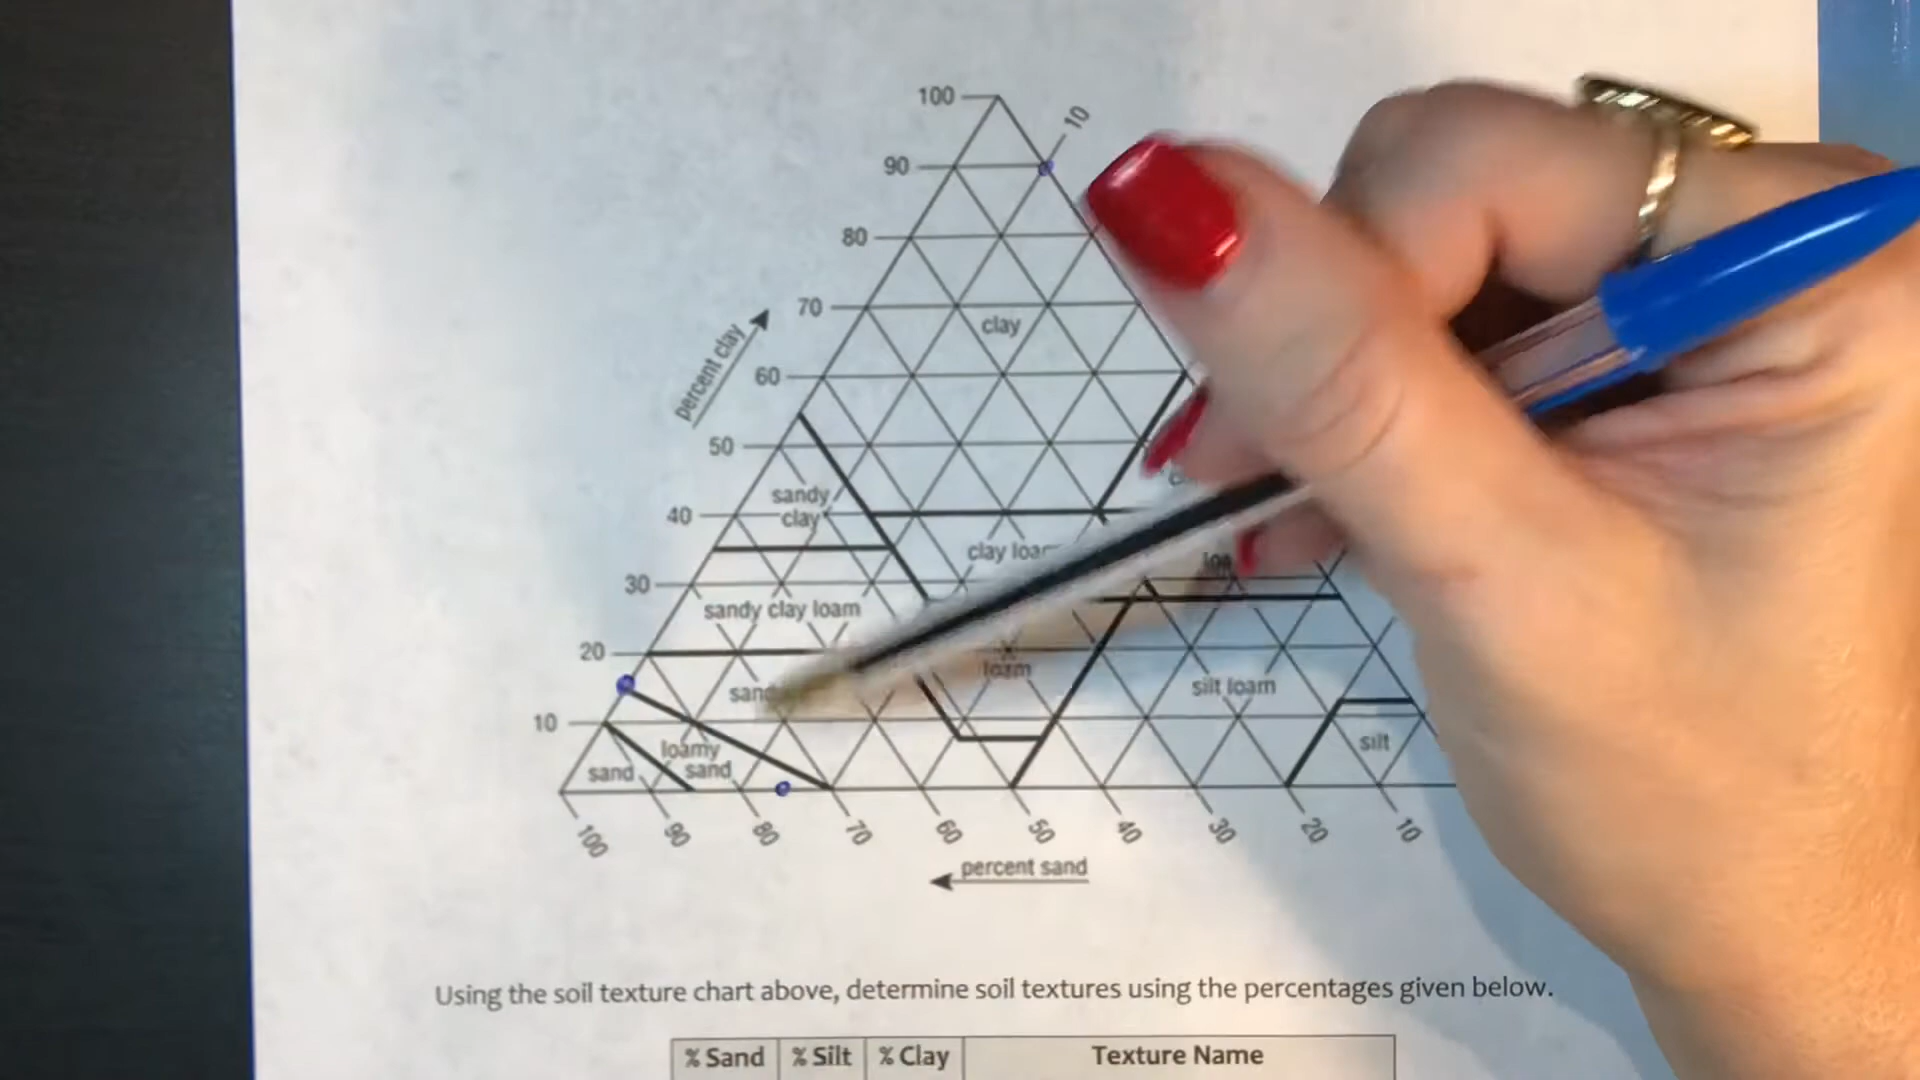 100
10
90
80
70
clay
percent clay
60
50
sandy
clay
40
clay
30
sandy clay loam
20
loam
silt loam
10
loamy
sand
sand
silt
100
90
80
70
60
50
40
30
20
10
percent sand
Using the soil texture chart above, determine soil textures using the percentages given below.
% Sand % Silt % Clay Texture Name